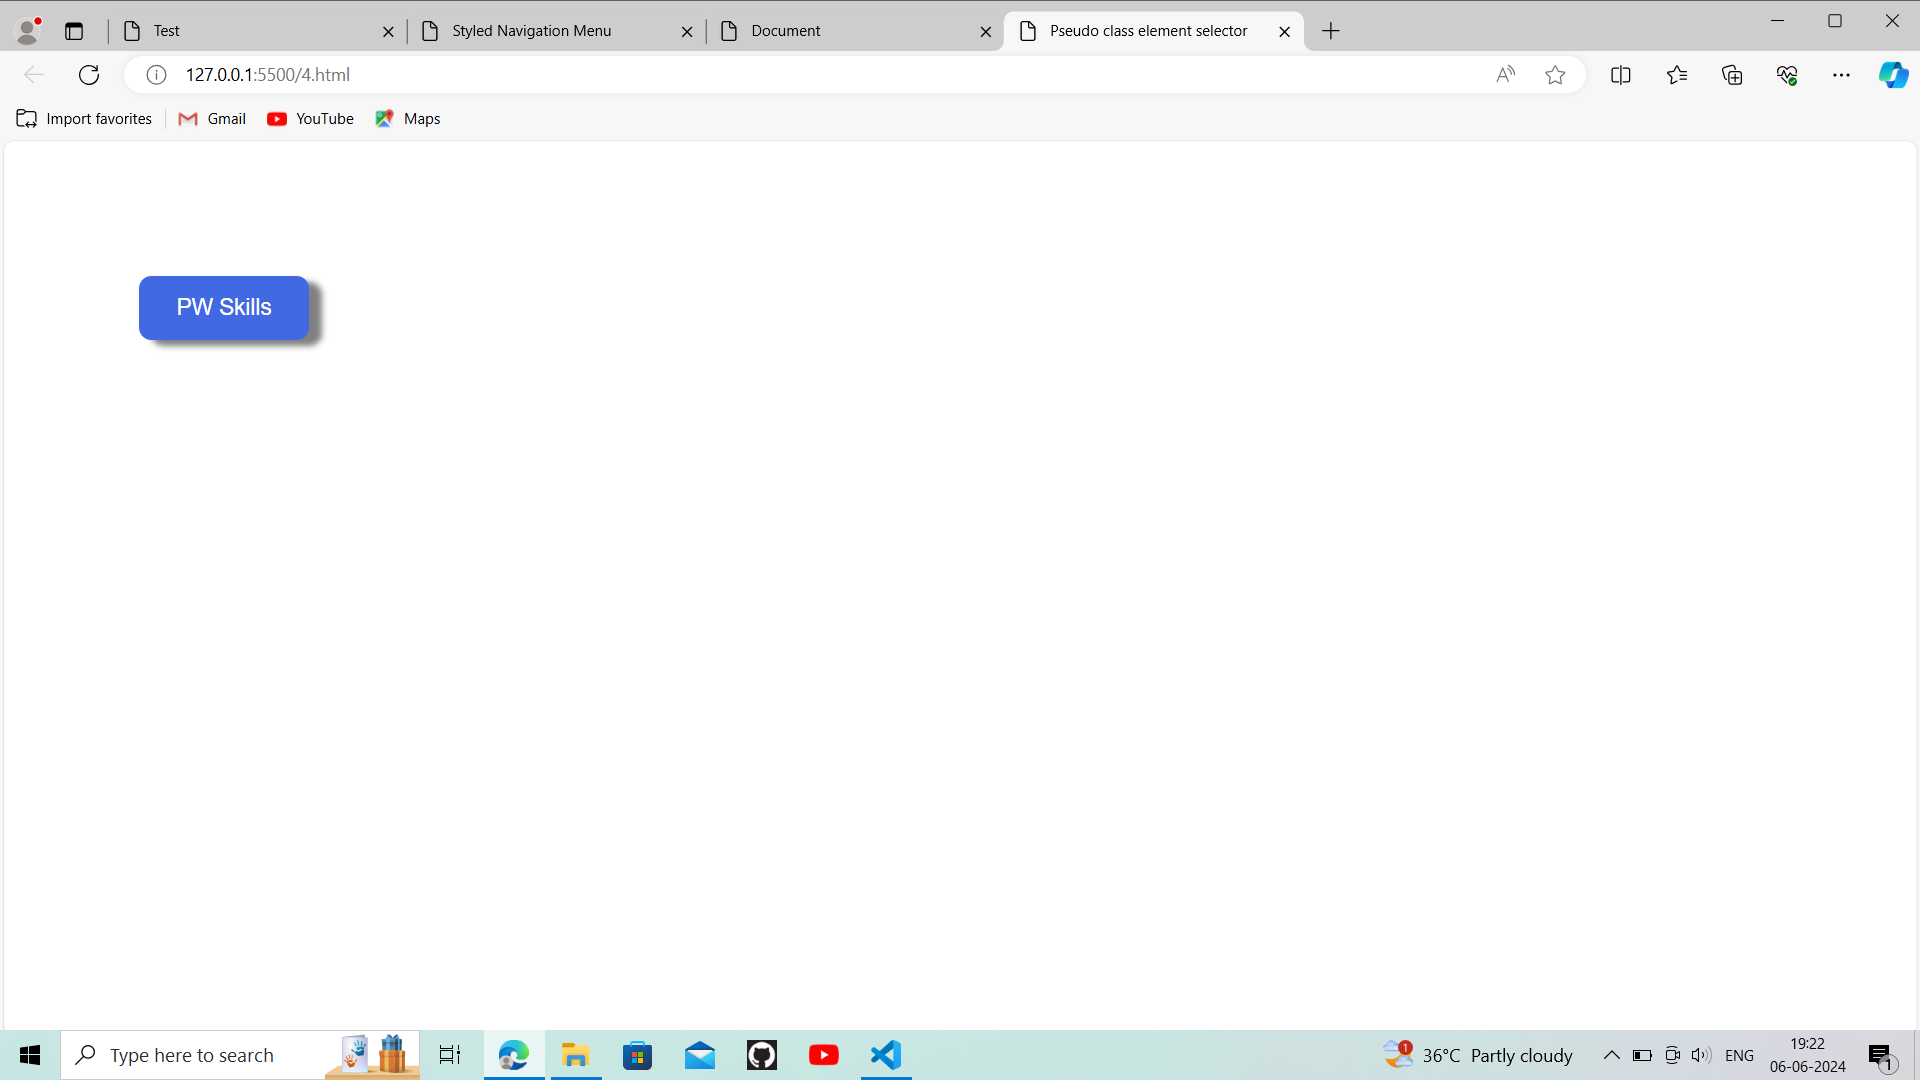 Test
Styled Navigation Menu
Document
Pseudo class element selector
127.0.0.1:5500/4.html
Import favorites
Gmail
YouTube
Maps
PW Skills
Type here to search
1
36°C Partly cloudy
ENG
19:22
06-06-2024
1